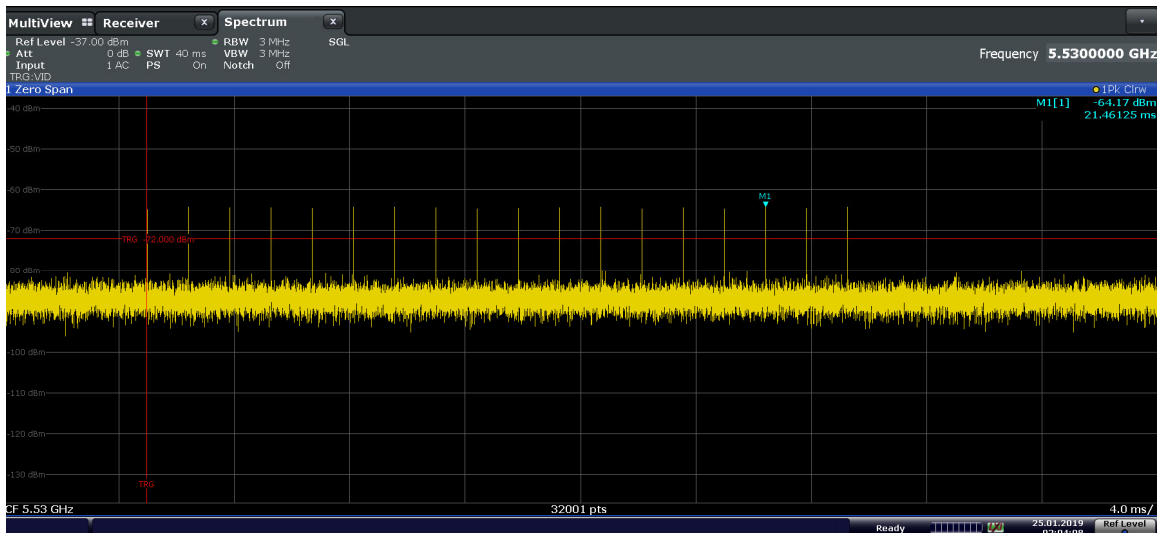 MultiView Receiver X Spectrum X
Ref Level -37.00 dBm RBW 3 MHz SGL
Att 0 dB SWT 40 ms VBW 3 MHz Frequency 5.5300000 GHz
Input 1 AC PS On Notch Off
TRG:VID
1 Zero Span 1Pk Clrw
M1[1] -64.17 dBm
21.46125 ms
-40 dBm
-50 dBm
-60 dBm
M1
-70 dBm
TRG -72.000 dBm
-100 dBm
-110 dBm
-120 dBm
-130 dBm
TRG
CF 5.53 GHz 32001 pts 4.0 ms/
Ready 25.01.2019 Ref Level